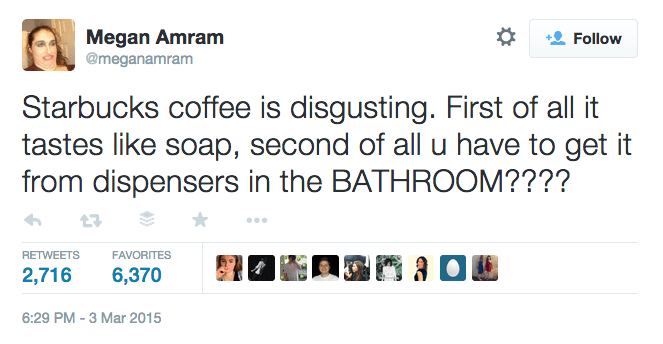 Megan Amram
@meganamram
Follow
Starbucks coffee is disgusting. First of all it
tastes like soap, second of all u have to get it
from dispensers in the BATHROOM????
RETWEETS FAVORITES
2,716 6,370
6:29 PM - 3 Mar 2015